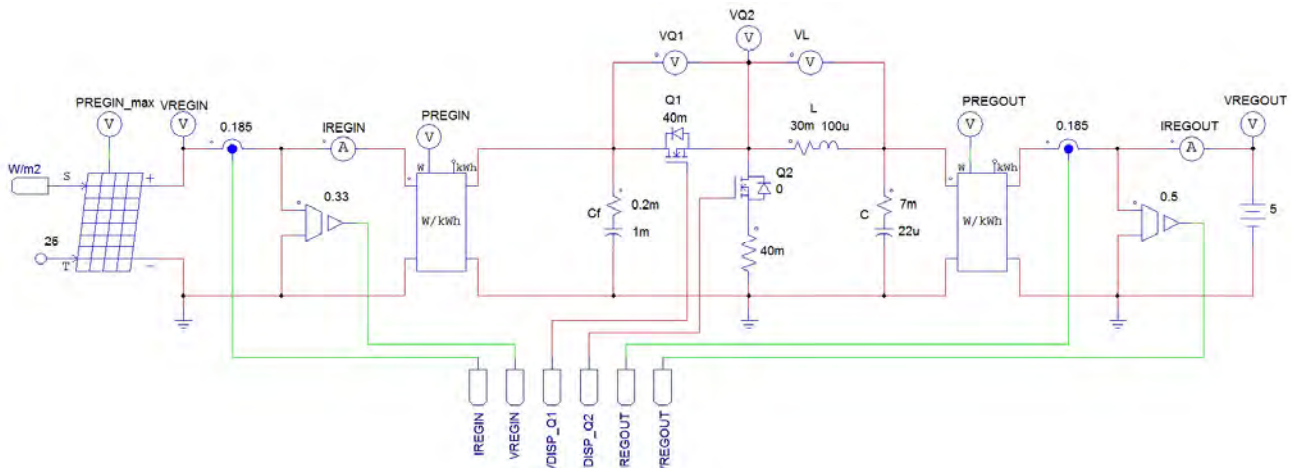 VQ2
VQ1
V
VL
V
V
PREGIN_max
VREGIN
V
V
0.185
IREGIN
A
PREGIN
V
Q1
40m
L
30m 100u
PREGOUT
V
0.185
IREGOUT
A
VREGOUT
V
W/m2
S
+
W
kWh
W/kWh
0.33
Cf
0.2m
1m
Q2
0
40m
C
7m
22u
W
kWh
W/kWh
0.5
5
25
T
−
IREGIN
VREGIN
VDISP_Q1
DISP_Q2
REGOUT
VREGOUT